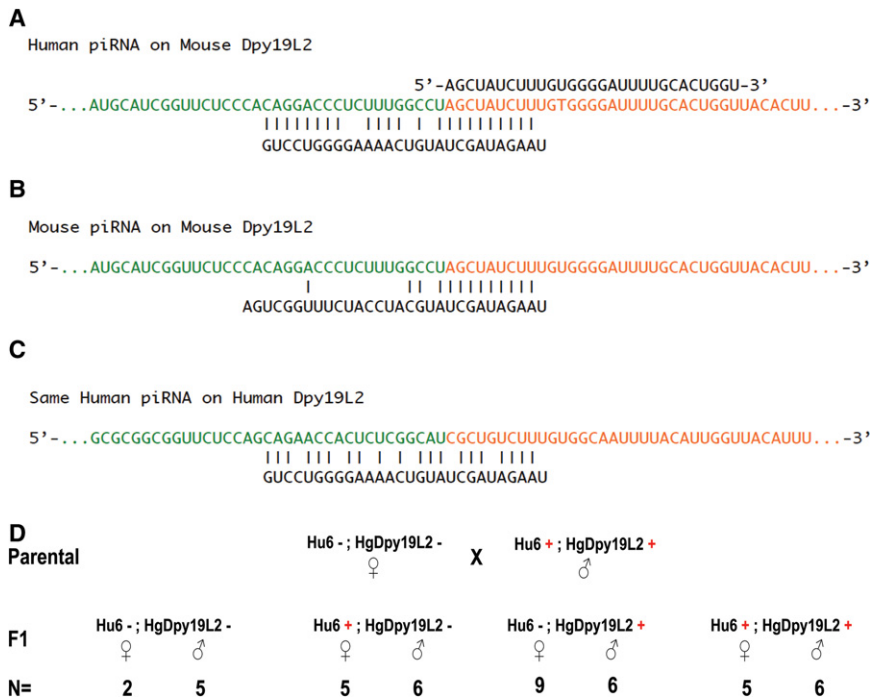 A
Human piRNA on Mouse Dpy19L2
5’-AGCUAUCUUUGUGGGGAUUUUGCACUGGU-3’
5’-...AUGCAUCGGUUCUCCCACAGGACCCUCUUUGGCCUAGCUAUCUUUGTGGGGAUUUUGCACUGGUUACACUU...-3’
GUCCUGGGGAAAACUGUAUCGAUAGAAU
B
Mouse piRNA on Mouse Dpy19L2
5’-...AUGCAUCGGUUCUCCCACAGGACCCUCUUUGGCCUAGCUAUCUUUGUGGGGAUUUUGCACUGGUUACACUU...-3’
AGUCGGUUUCUACCUACGUAUCGAUAGAAU
C
Same Human piRNA on Human Dpy19L2
5’-...GCGCGGCGGUUCUCCAGCAGAACCACUCUCGGCAUCGCUGUCUUUGUGGCAAUUUUACAUUGGUUACAUUU...-3’
GUCCUGGGGAAAACUGUAUCGAUAGAAU
D
Parental Hu6 - ; HgDpy19L2 - X Hu6 + ; HgDpy19L2 +
♀ ♂
F1 Hu6 - ; HgDpy19L2 - Hu6 + ; HgDpy19L2 - Hu6 - ; HgDpy19L2 + Hu6 + ; HgDpy19L2 +
♀ ♂ ♀ ♂ ♀ ♂ ♀ ♂
N= 2 5 5 6 9 6 5 6